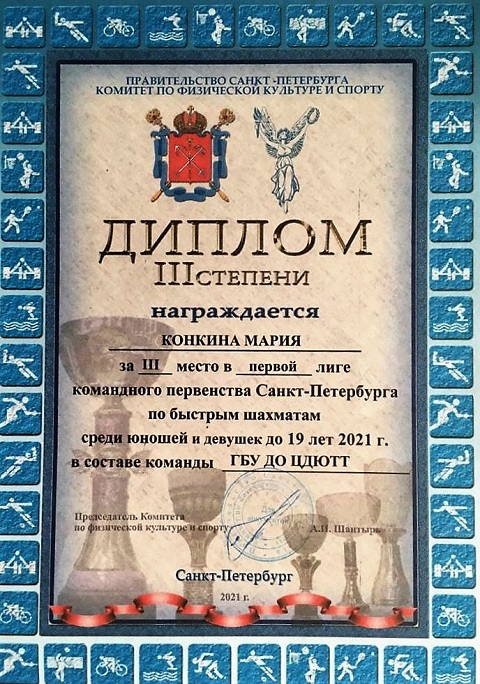 ПРАВИТЕЛЬСТВО САНКТ-ПЕТЕРБУРГА
КОМИТЕТ ПО ФИЗИЧЕСКОЙ КУЛЬТУРЕ И СПОРТУ
ДИПЛОМ
III СТЕПЕНИ
награждается
КОНКИНА МАРИЯ
за III место в первой лиге
командного первенства Санкт-Петербурга
по быстрым шахматам
среди юношей и девушек до 19 лет 2021 г.
в составе команды ГБУ ДО ЦДЮТТ
Председатель Комитета
по физической культуре и спорту
А.И. Шантырь
Санкт-Петербург
2021 г.